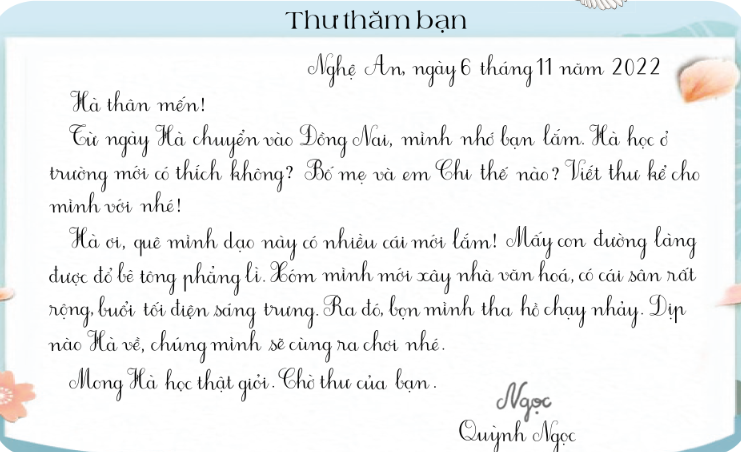 Thư thăm bạn
Nghệ An, ngày 6 tháng 11 năm 2022
Hà thân mến!
Từ ngày Hà chuyển vào Đồng Nai, mình nhớ bạn lắm. Hà học ở
trường mới có thích không? Bố mẹ và em Chi thế nào? Viết thư kể cho
mình với nhé!
Hà ơi, quê mình dạo này có nhiều cái mới lắm! Mấy con đường làng
được đổ bê tông phẳng lì. Xóm mình mới xây nhà văn hoá, có cái sân rất
rộng, buổi tối điện sáng trưng. Ra đó, bọn mình tha hồ chạy nhảy. Dịp
nào Hà về, chúng mình sẽ cùng ra chơi nhé.
Mong Hà học thật giỏi. Chờ thư của bạn.
Ngọc
Quỳnh Ngọc